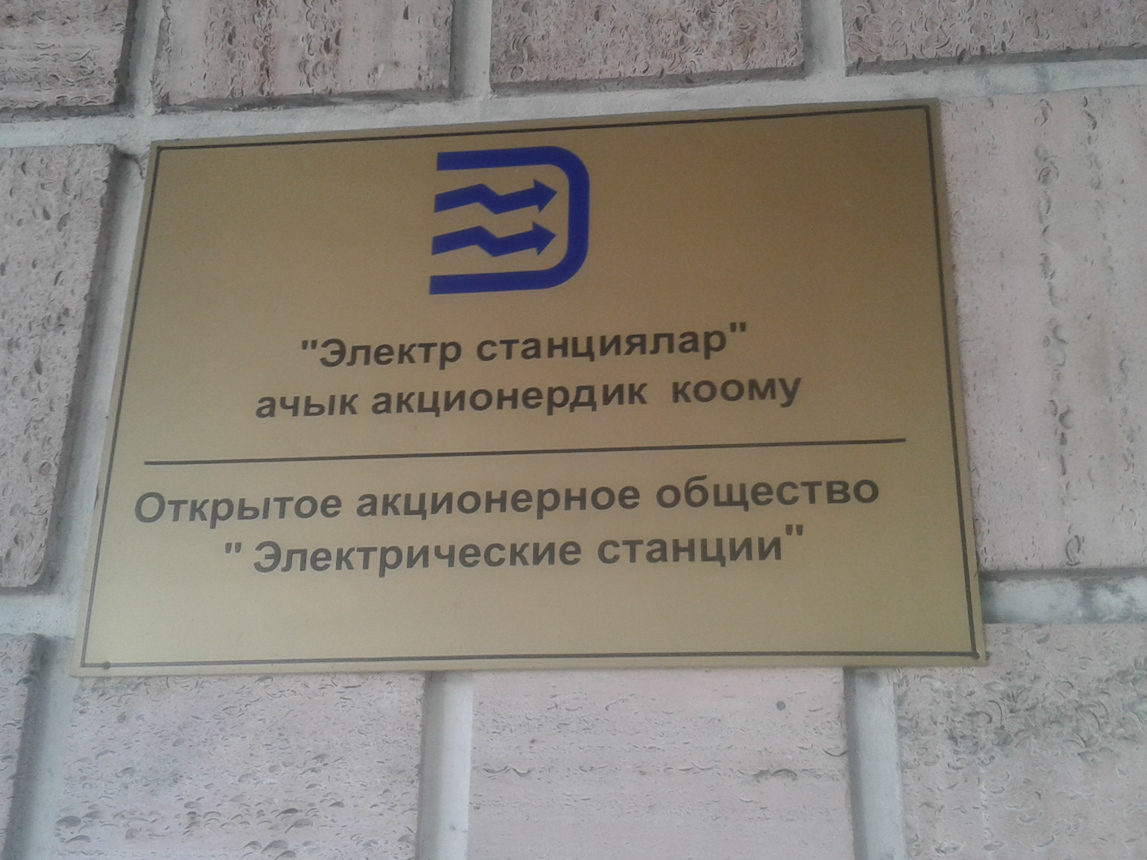 "Электр станциялар"
ачык акционердик коому
Открытое акционерное общество
" Электрические станции"